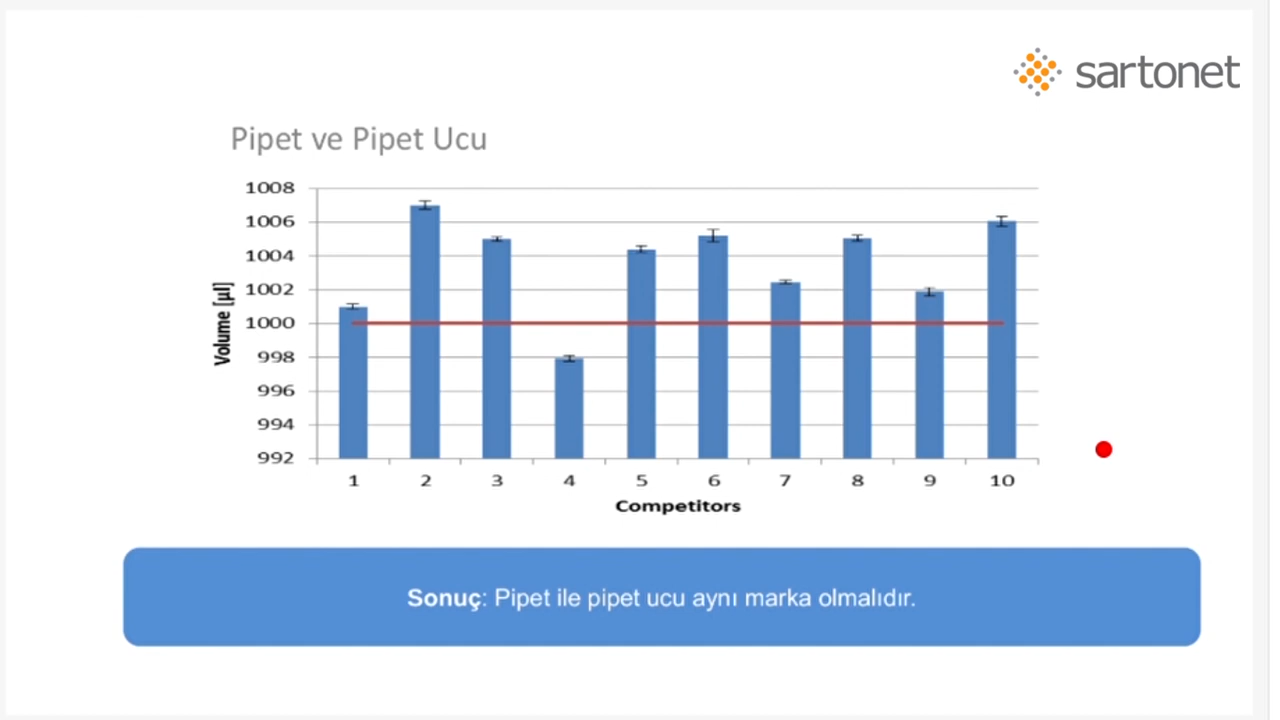 sartonet
Pipet ve Pipet Ucu
1008
1006
1004
1002
1000
998
996
994
992
Volume [µl]
1 2 3 4 5 6 7 8 9 10
Competitors
Sonuç: Pipet ile pipet ucu aynı marka olmalıdır.